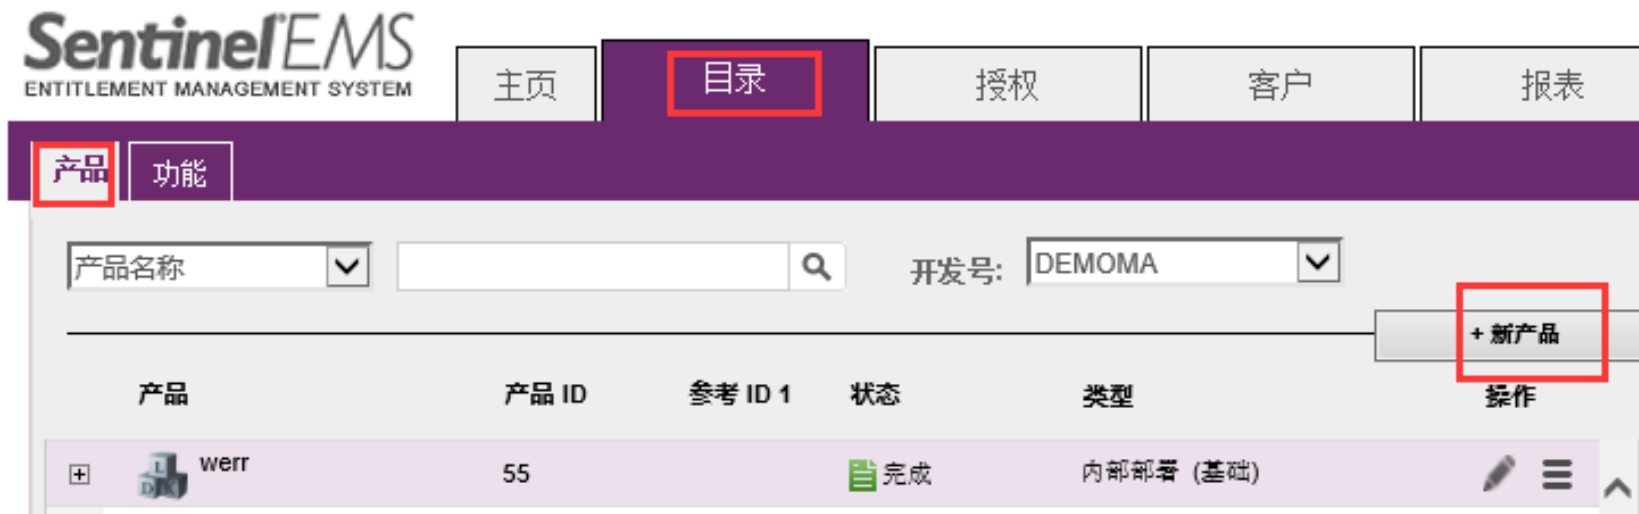 Sentinel EMS
ENTITLEMENT MANAGEMENT SYSTEM
主页 目录 授权 客户 报表
产品 功能
产品名称 开发号: DEMOMA
+ 新产品
产品 产品 ID 参考 ID 1 状态 类型 操作
werr 55 完成 内部部署 (基础)